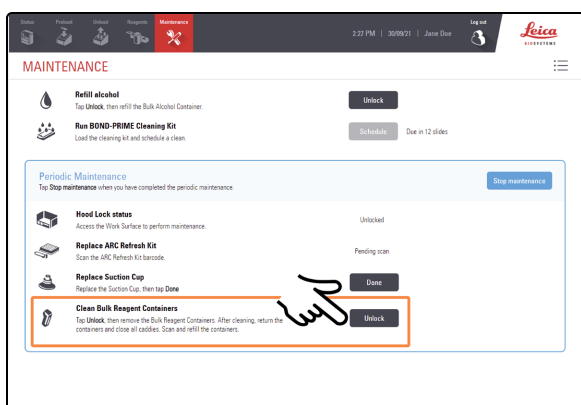 Status Preload Unload Reagents Maintenance
2:27 PM | 30/09/21 | Jane Doe
Log out
Leica
BIOSYSTEMS
MAINTENANCE
Refill alcohol
Tap Unlock, then refill the Bulk Alcohol Container.
Unlock
Run BOND-PRIME Cleaning Kit
Load the cleaning kit and schedule a clean.
Schedule
Due in 12 slides
Periodic Maintenance
Tap Stop maintenance when you have completed the periodic maintenance.
Stop maintenance
Hood Lock status
Access the Work Surface to perform maintenance.
Unlocked
Replace ARC Refresh Kit
Scan the ARC Refresh Kit barcode.
Pending scan
Replace Suction Cup
Replace the Suction Cup, then tap Done
Done
Clean Bulk Reagent Containers
Tap Unlock, then remove the Bulk Reagent Containers. After cleaning, return the
containers and close all caddies. Scan and refill the containers.
Unlock